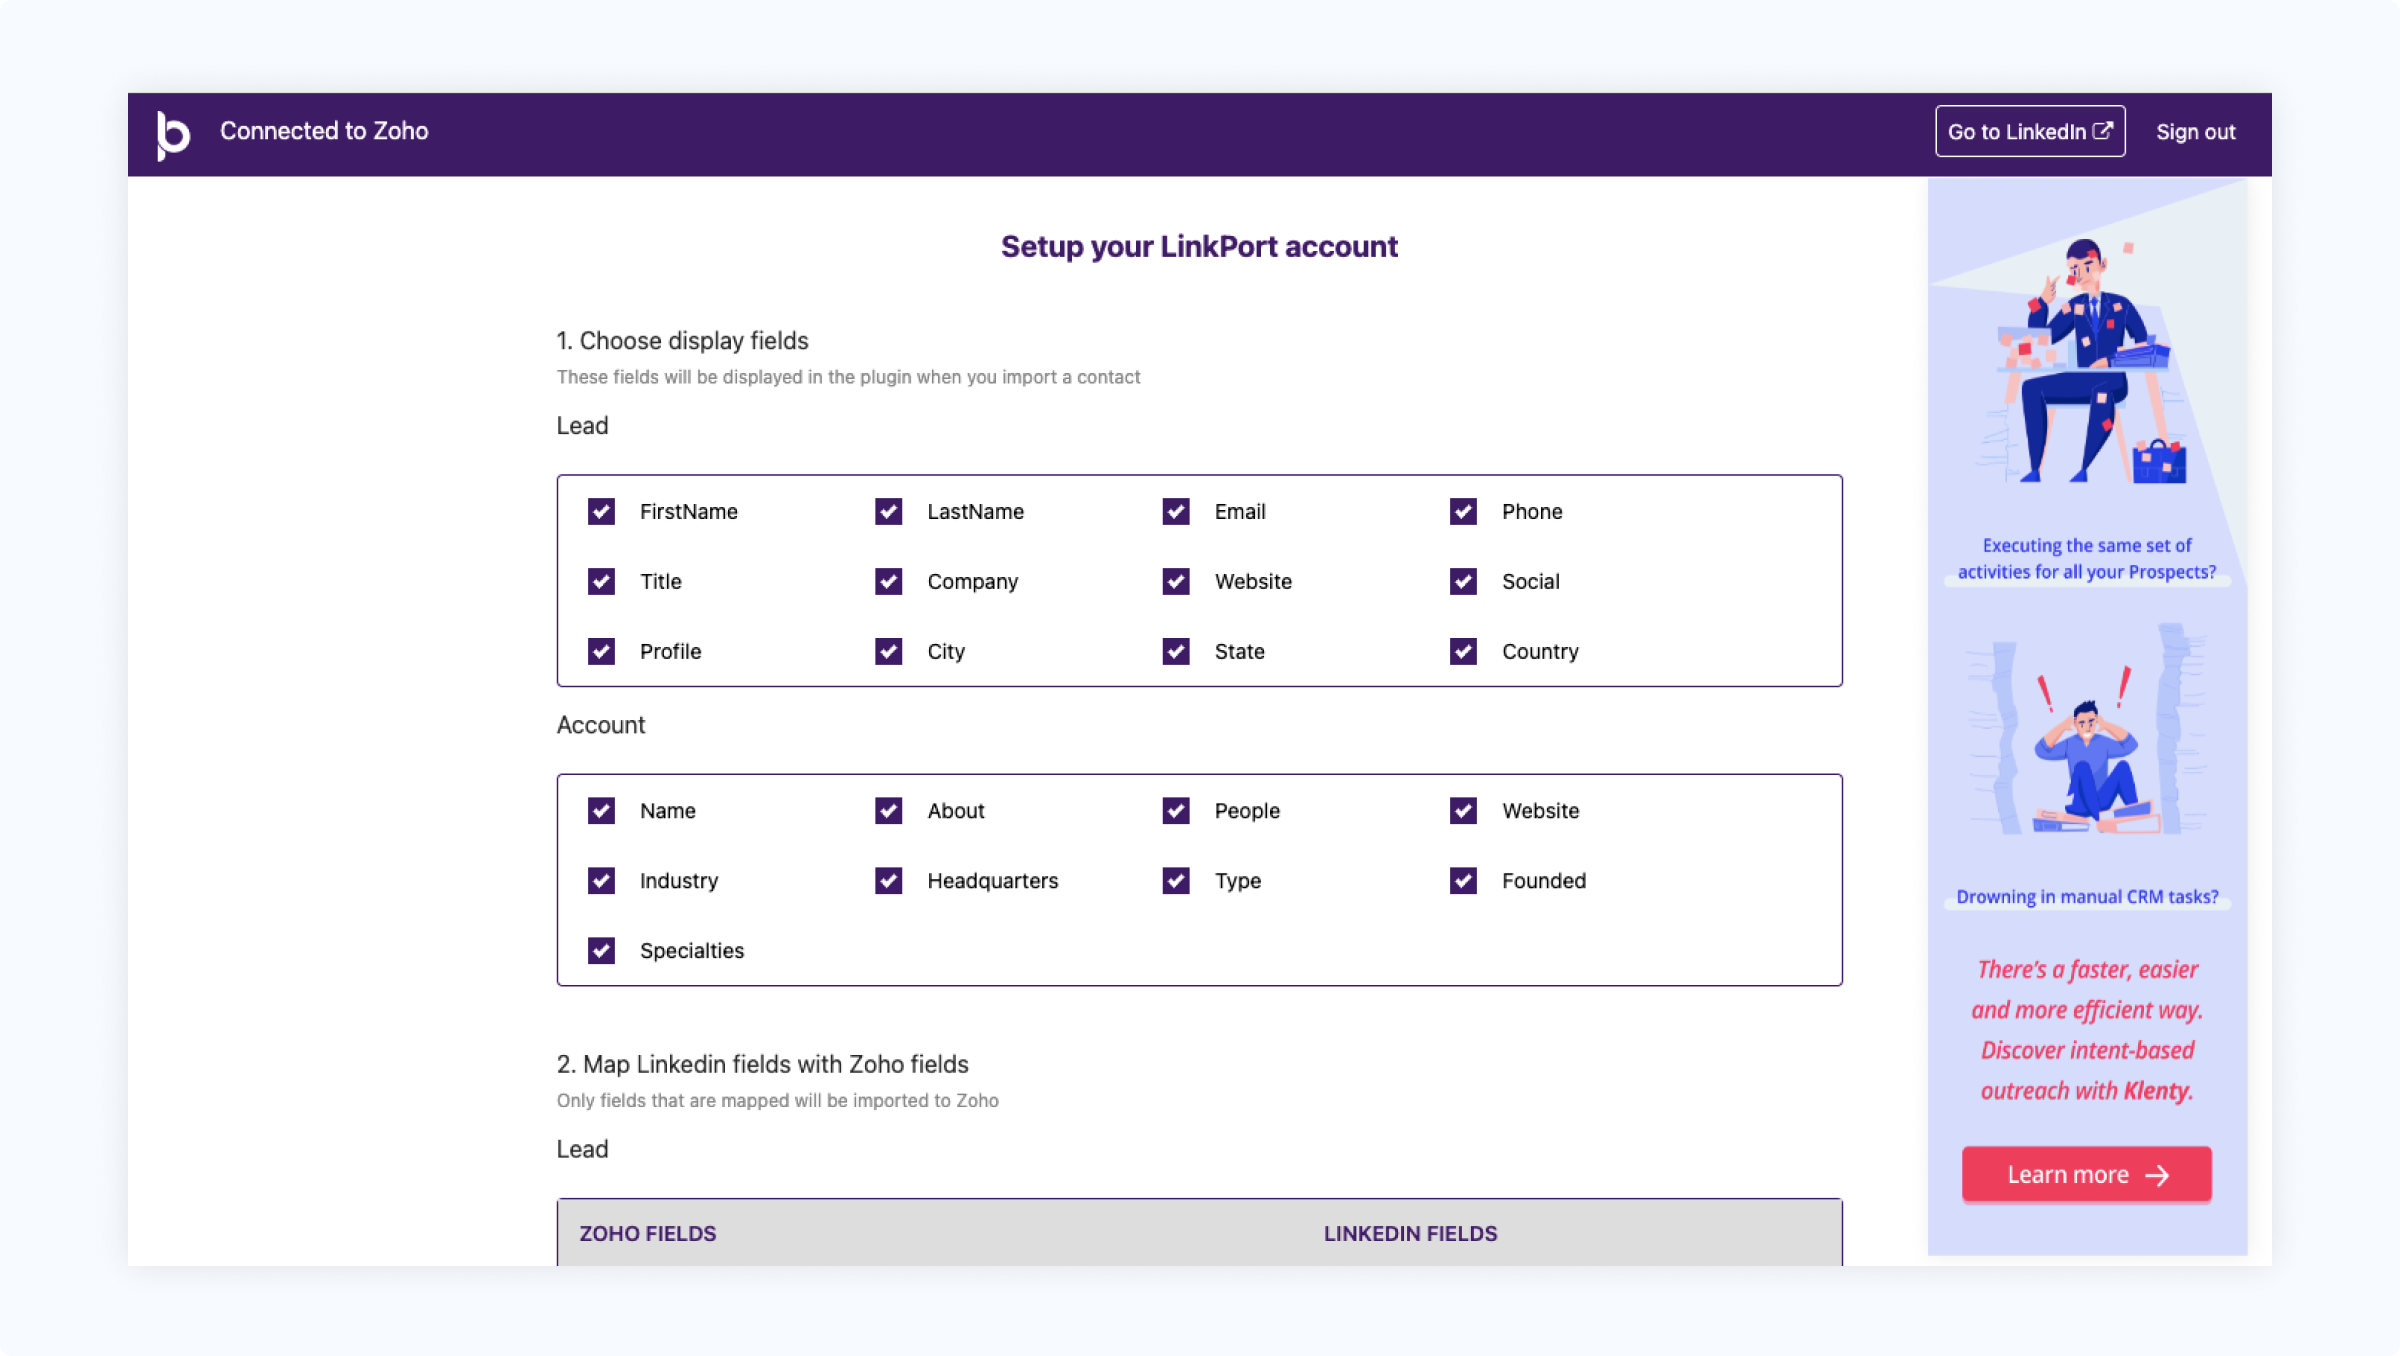 Connected to Zoho
Go to LinkedIn
Sign out
Setup your LinkPort account
1. Choose display fields
These fields will be displayed in the plugin when you import a contact
Lead
FirstName LastName Email Phone
Title Company Website Social
Profile City State Country
Account
Name About People Website
Industry Headquarters Type Founded
Specialties
2. Map Linkedin fields with Zoho fields
Only fields that are mapped will be imported to Zoho
Lead
ZOHO FIELDS LINKEDIN FIELDS
Executing the same set of
activities for all your Prospects?
Drowning in manual CRM tasks?
There's a faster, easier
and more efficient way.
Discover intent-based
outreach with Klenty.
Learn more